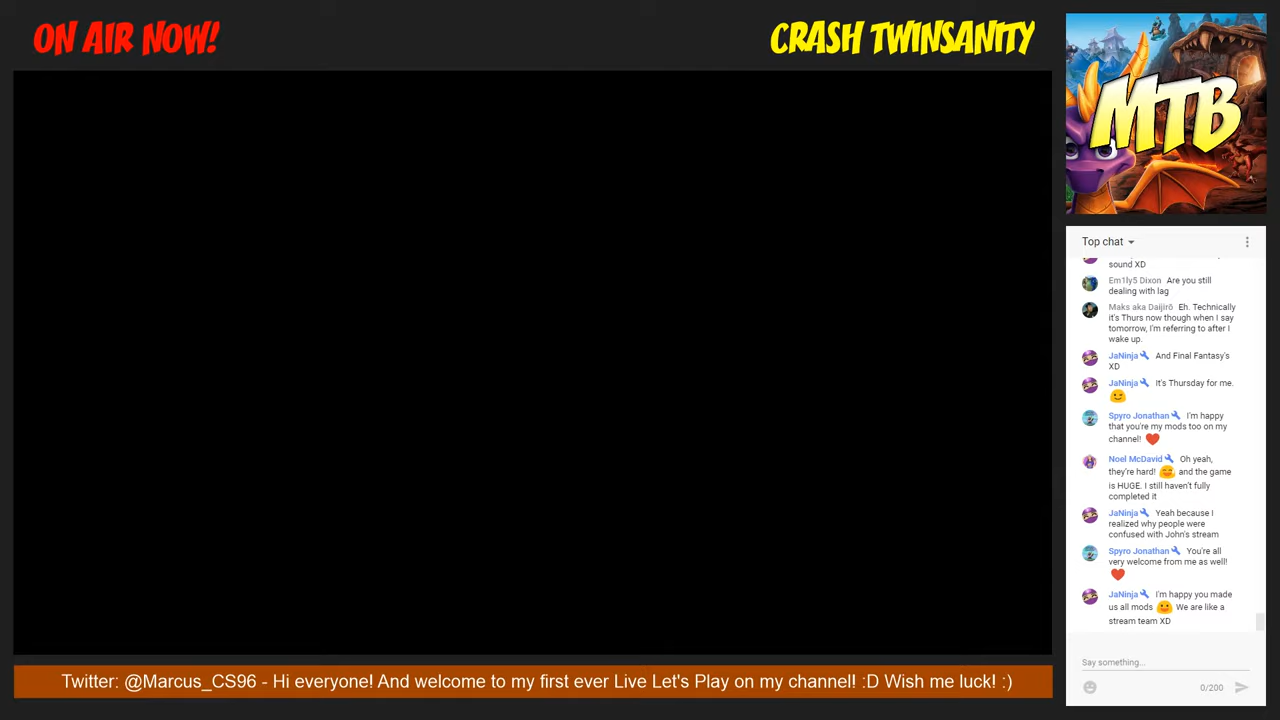 ON AIR NOW!
CRASH TWINSANITY
MTB
Top chat
sound XD
Em1ly5 Dixon Are you still
dealing with lag
Maks aka Daijirō Eh. Technically
it's Thurs now though when I say
tomorrow, I'm referring to after I
wake up.
JaNinja And Final Fantasy's
XD
JaNinja It's Thursday for me.
Spyro Jonathan I'm happy
that you're my mods too on my
channel!
Noel McDavid Oh yeah,
they're hard! and the game
is HUGE. I still haven't fully
completed it
JaNinja Yeah because I
realized why people were
confused with John's stream
Spyro Jonathan You're all
very welcome from me as well!
JaNinja I'm happy you made
us all mods We are like a
stream team XD
Say something...
0/200
Twitter: @Marcus_CS96 - Hi everyone! And welcome to my first ever Live Let's Play on my channel! :D Wish me luck! :)